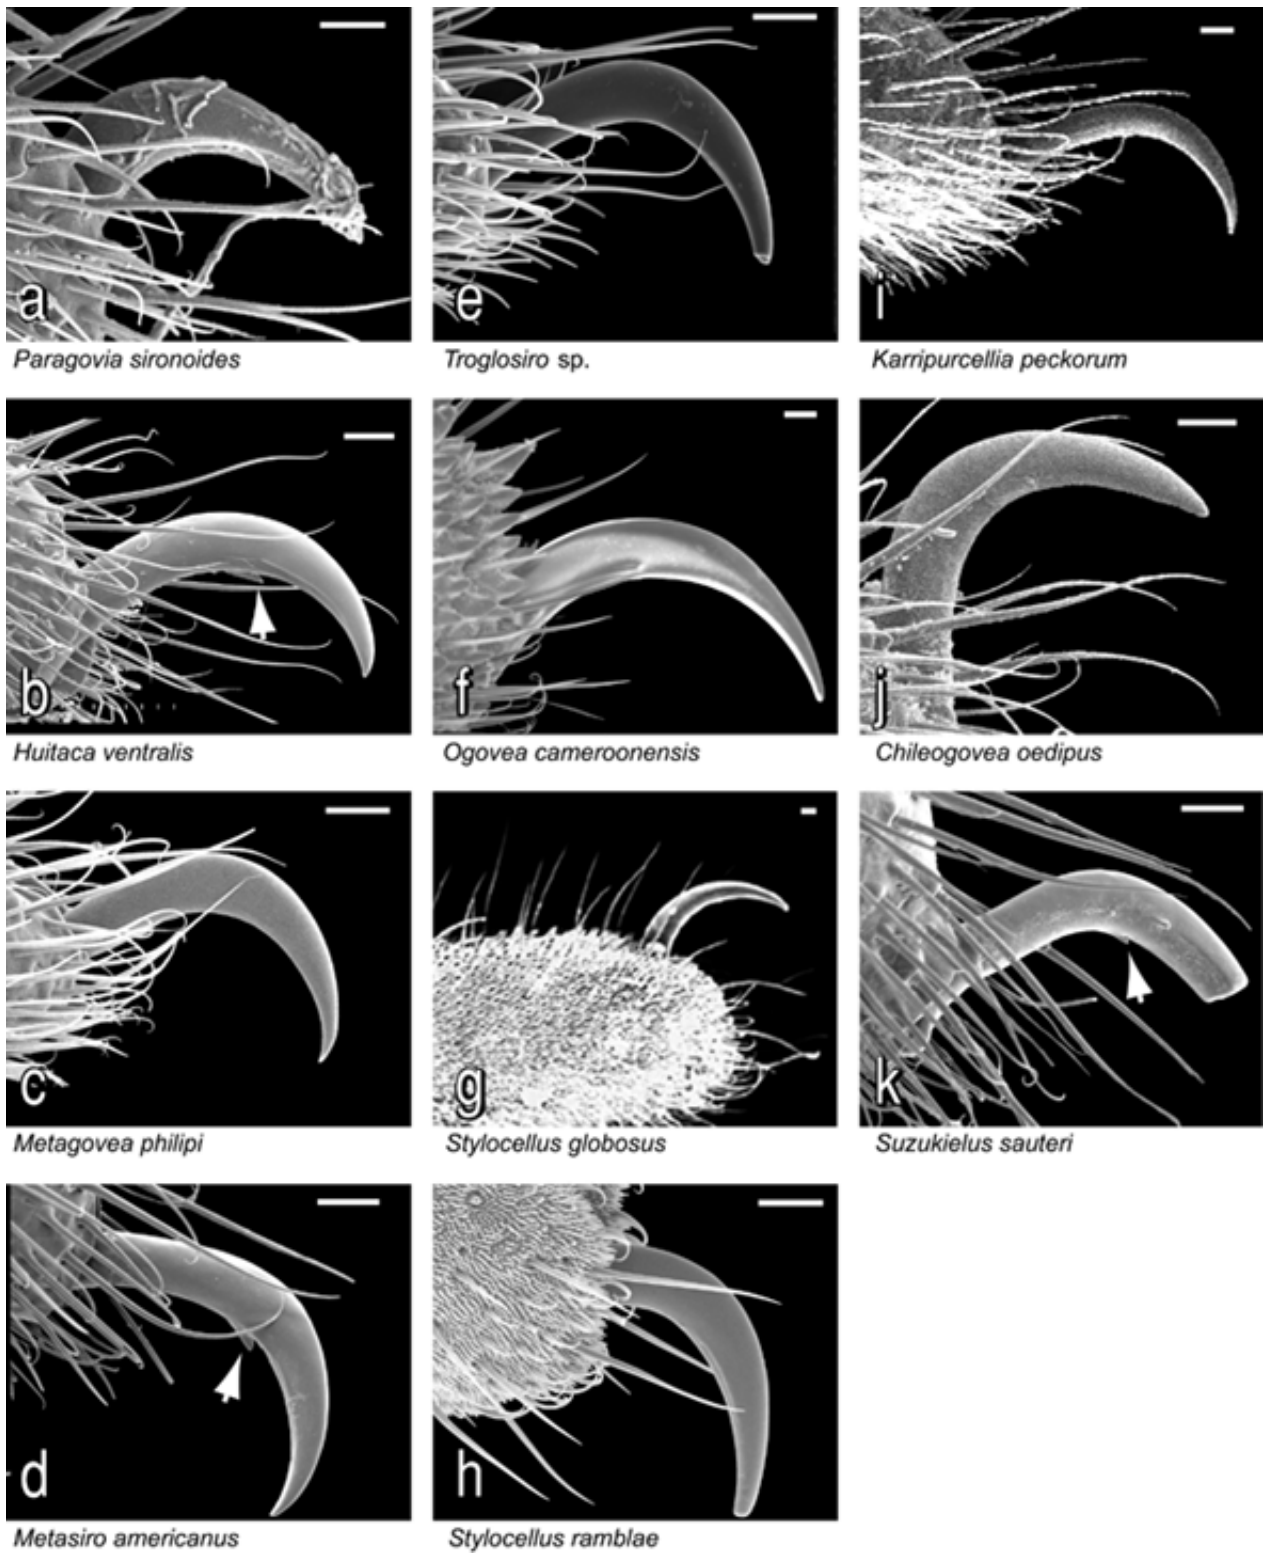 a
Paragovia sironoides
e
Troglosiro sp.
i
Karripurcellia peckorum
b
Huitaca ventralis
f
Ogovea cameroonensis
j
Chileogovea oedipus
c
Metagovea philipi
g
Stylocellus globosus
k
Suzukielus sauteri
d
Metasiro americanus
h
Stylocellus ramblae